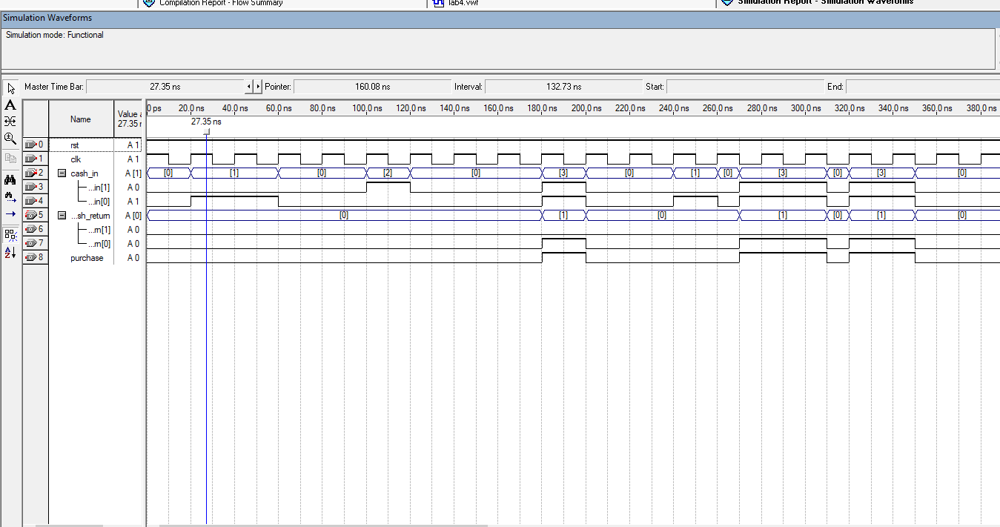 Compilation Report - Flow Summary lab4.vwf Simulation Report - Simulation Waveforms
Simulation Waveforms
Simulation mode: Functional
Master Time Bar: 27.35 ns Pointer: 160.08 ns Interval: 132.73 ns Start: End:
Name
Value a
27.35 n
0 ps 20.0 ns 40.0 ns 60.0 ns 80.0 ns 100.0 ns 120.0 ns 140.0 ns 160.0 ns 180.0 ns 200.0 ns 220.0 ns 240.0 ns 260.0 ns 280.0 ns 300.0 ns 320.0 ns 340.0 ns 360.0 ns 380.0 ns
27.35 ns
0 rst A 1
1 clk A 1
2 cash_in A [1] [0] [1] [0] [2] [0] [3] [0] [1] [0] [3] [0] [3] [0]
3 ...in[1] A 0
4 ...in[0] A 1
5 ...sh_return A [0] [0] [1] [0] [1] [0] [1] [0]
6 ...rn[1] A 0
7 ...rn[0] A 0
8 purchase A 0